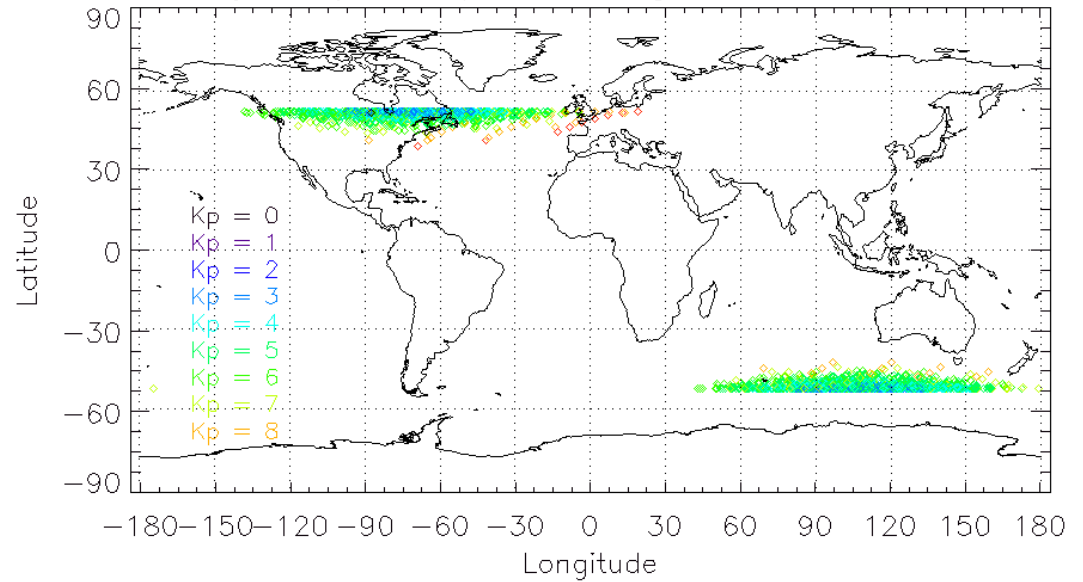 90
60
30
0
−30
−60
−90
Latitude
Kp = 0
Kp = 1
Kp = 2
Kp = 3
Kp = 4
Kp = 5
Kp = 6
Kp = 7
Kp = 8
−180 −150 −120 −90 −60 −30 0 30 60 90 120 150 180
Longitude